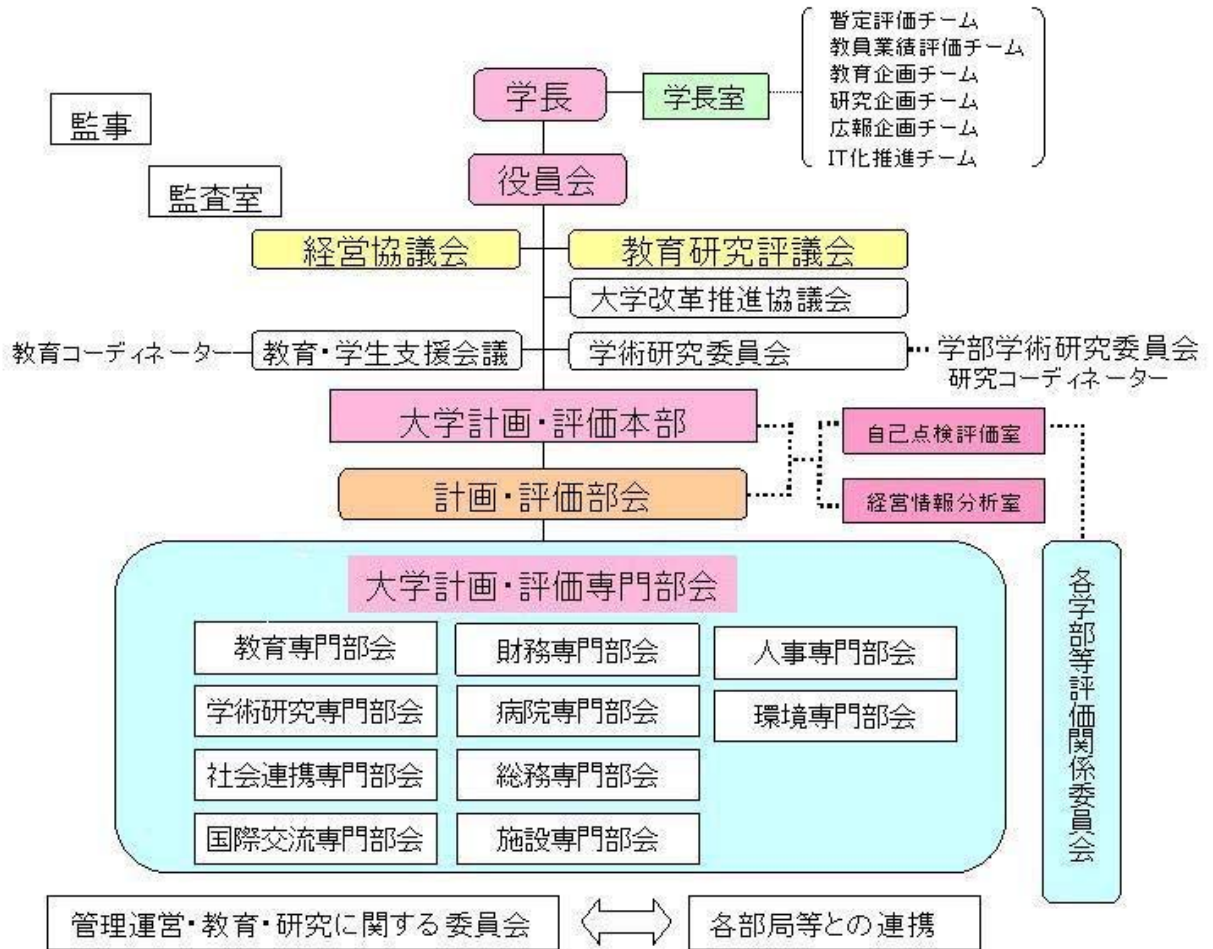 暫定評価チーム
教員業績評価チーム
教育企画チーム
研究企画チーム
広報企画チーム
IT化推進チーム
学長
学長室
監事
役員会
監査室
経営協議会
教育研究評議会
大学改革推進協議会
教育コーディネーター
教育・学生支援会議
学術研究委員会
学部学術研究委員会
研究コーディネーター
大学計画・評価本部
自己点検評価室
計画・評価部会
経営情報分析室
大学計画・評価専門部会
教育専門部会
財務専門部会
人事専門部会
学術研究専門部会
病院専門部会
環境専門部会
社会連携専門部会
総務専門部会
国際交流専門部会
施設専門部会
各学部等評価関係委員会
管理運営・教育・研究に関する委員会
各部局等との連携